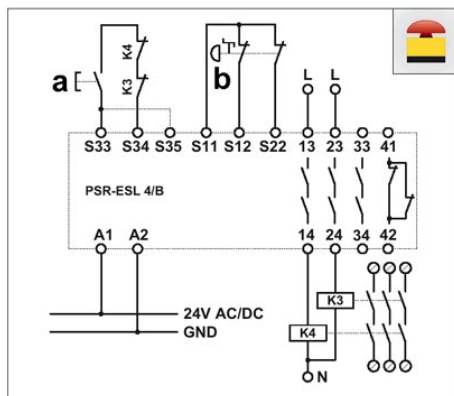 K4
a
b
K3
L L
S33 S34 S35 S11 S12 S22 13 23 33 41
PSR-ESL 4/B
A1 A2 14 24 34 42
K3
24V AC/DC
K4
GND
N